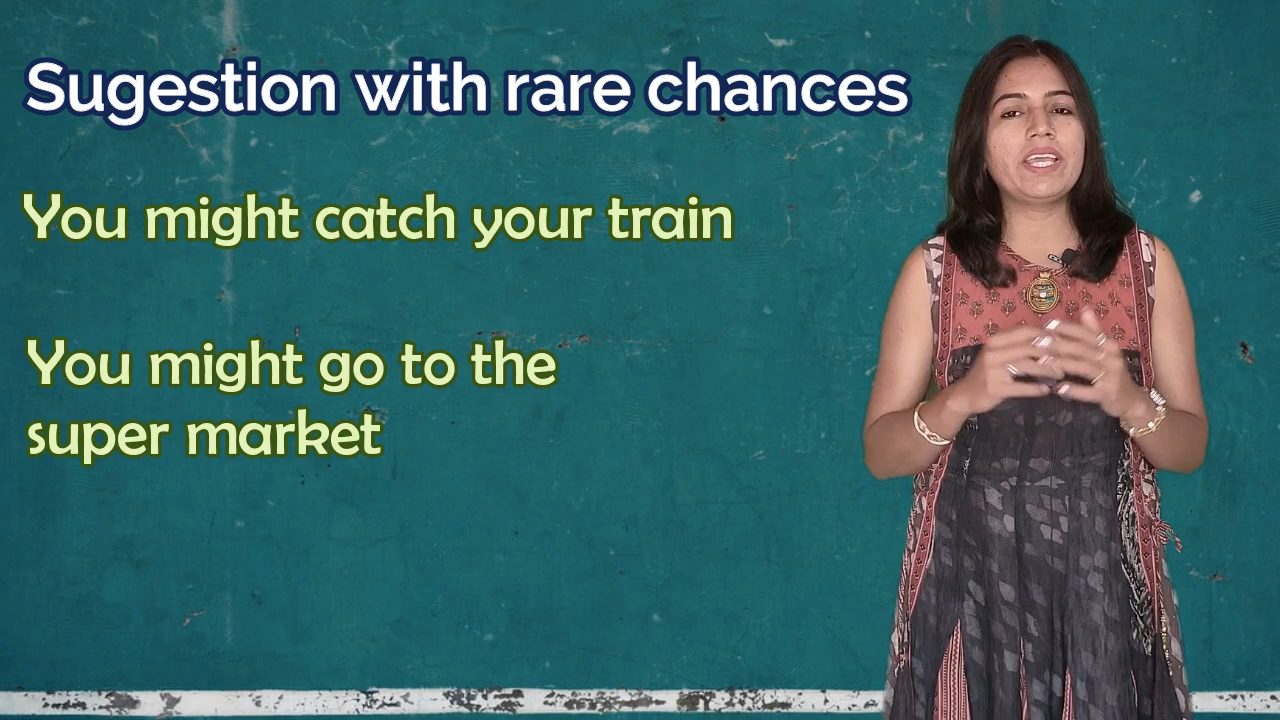 Sugestion with rare chances
You might catch your train
You might go to the
super market